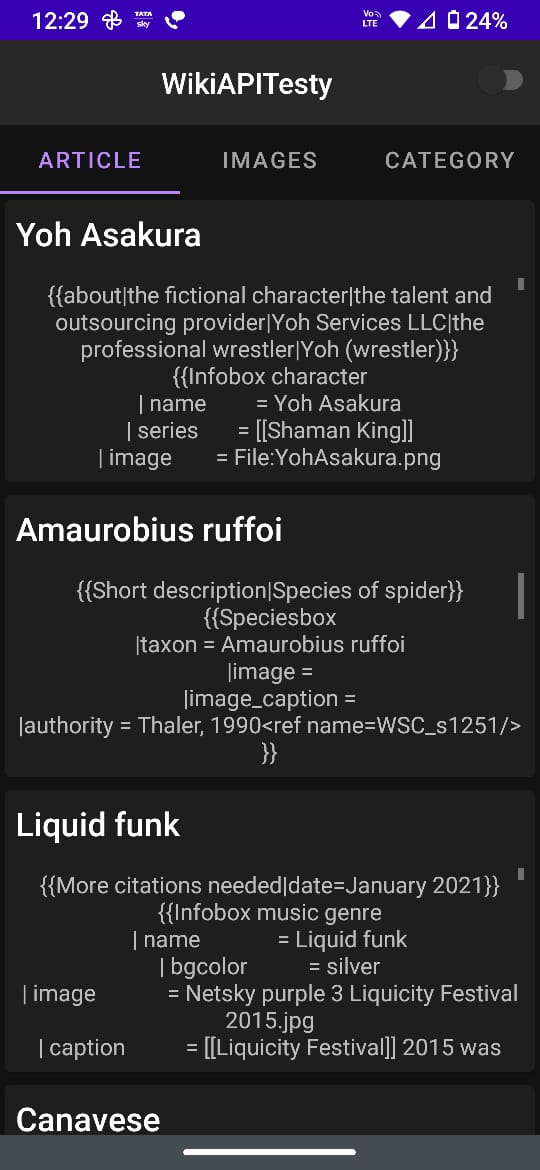 12:29 TATA sky Vo) LTE 24%
WikiAPITesty
ARTICLE IMAGES CATEGORY
Yoh Asakura
{{about|the fictional character|the talent and
outsourcing provider|Yoh Services LLC|the
professional wrestler|Yoh (wrestler)}}
{{Infobox character
| name = Yoh Asakura
| series = [[Shaman King]]
| image = File:YohAsakura.png
Amaurobius ruffoi
{{Short description|Species of spider}}
{{Speciesbox
|taxon = Amaurobius ruffoi
|image =
|image_caption =
|authority = Thaler, 1990<ref name=WSC_s1251/>
}}
Liquid funk
{{More citations needed|date=January 2021}}
{{Infobox music genre
| name = Liquid funk
| bgcolor = silver
| image = Netsky purple 3 Liquicity Festival
2015.jpg
| caption = [[Liquicity Festival]] 2015 was
Canavese